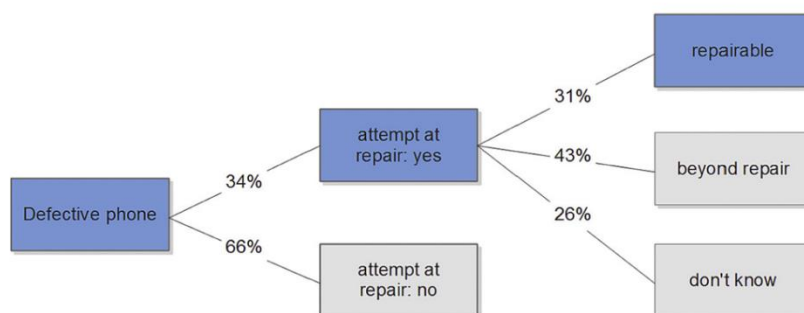 repairable
31%
attempt at
repair: yes
43%
beyond repair
34%
Defective phone
26%
66%
attempt at
repair: no
don't know